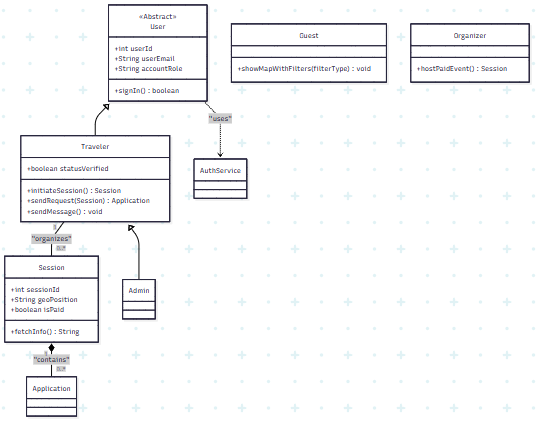 «Abstract»
User
+int userId
+String userEmail
+String accountRole
+signIn() : boolean
Guest
+showMapWithFilters(filterType) : void
Organizer
+hostPaidEvent() : Session
"uses"
Traveler
+boolean statusVerified
+initiateSession() : Session
+sendRequest(Session) : Application
+sendMessage() : void
AuthService
1
"organizes"
0..*
Session
+int sessionId
+String geoPosition
+boolean isPaid
+fetchInfo() : String
Admin
1
"contains"
0..*
Application